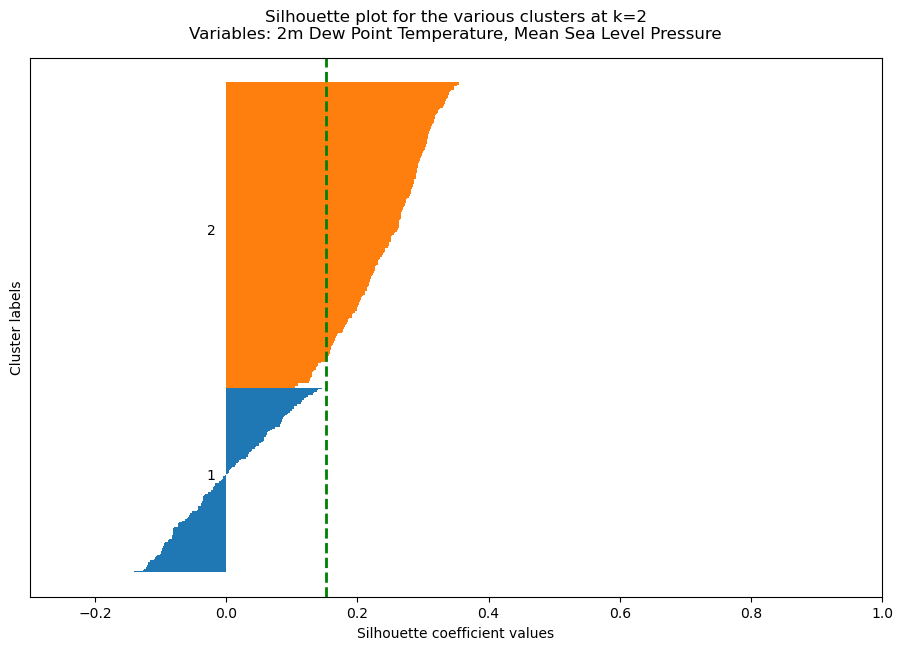 Silhouette plot for the various clusters at k=2
Variables: 2m Dew Point Temperature, Mean Sea Level Pressure
Cluster labels
2
1
−0.2 0.0 0.2 0.4 0.6 0.8 1.0
Silhouette coefficient values